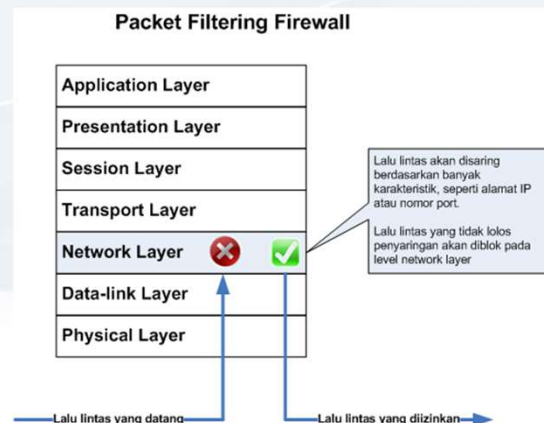 Packet Filtering Firewall
Application Layer
Presentation Layer
Session Layer
Transport Layer
Network Layer
Data-link Layer
Physical Layer
Lalu lintas akan disaring
berdasarkan banyak
karakteristik, seperti alamat IP
atau nomor port.
Lalu lintas yang tidak lolos
penyaringan akan diblok pada
level network layer
Lalu lintas yang datang
Lalu lintas yang diizinkan